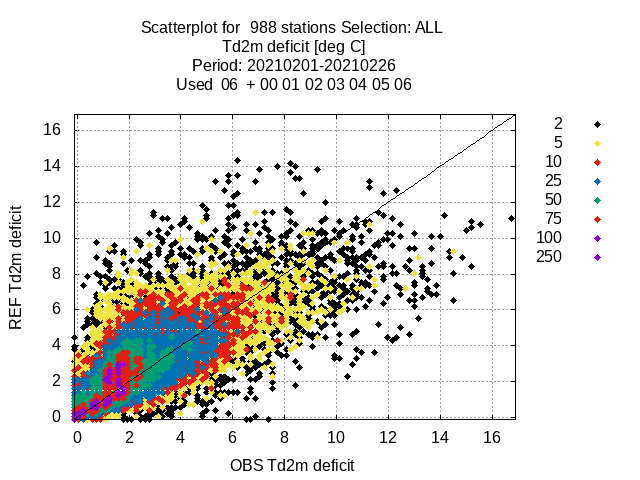 Scatterplot for  988 stations Selection: ALL
Td2m deficit [deg C]
Period: 20210201-20210226
Used  06  + 00 01 02 03 04 05 06
2
5
10
25
50
75
100
250
16
14
12
10
8
6
4
2
0
REF Td2m deficit
0 2 4 6 8 10 12 14 16
OBS Td2m deficit